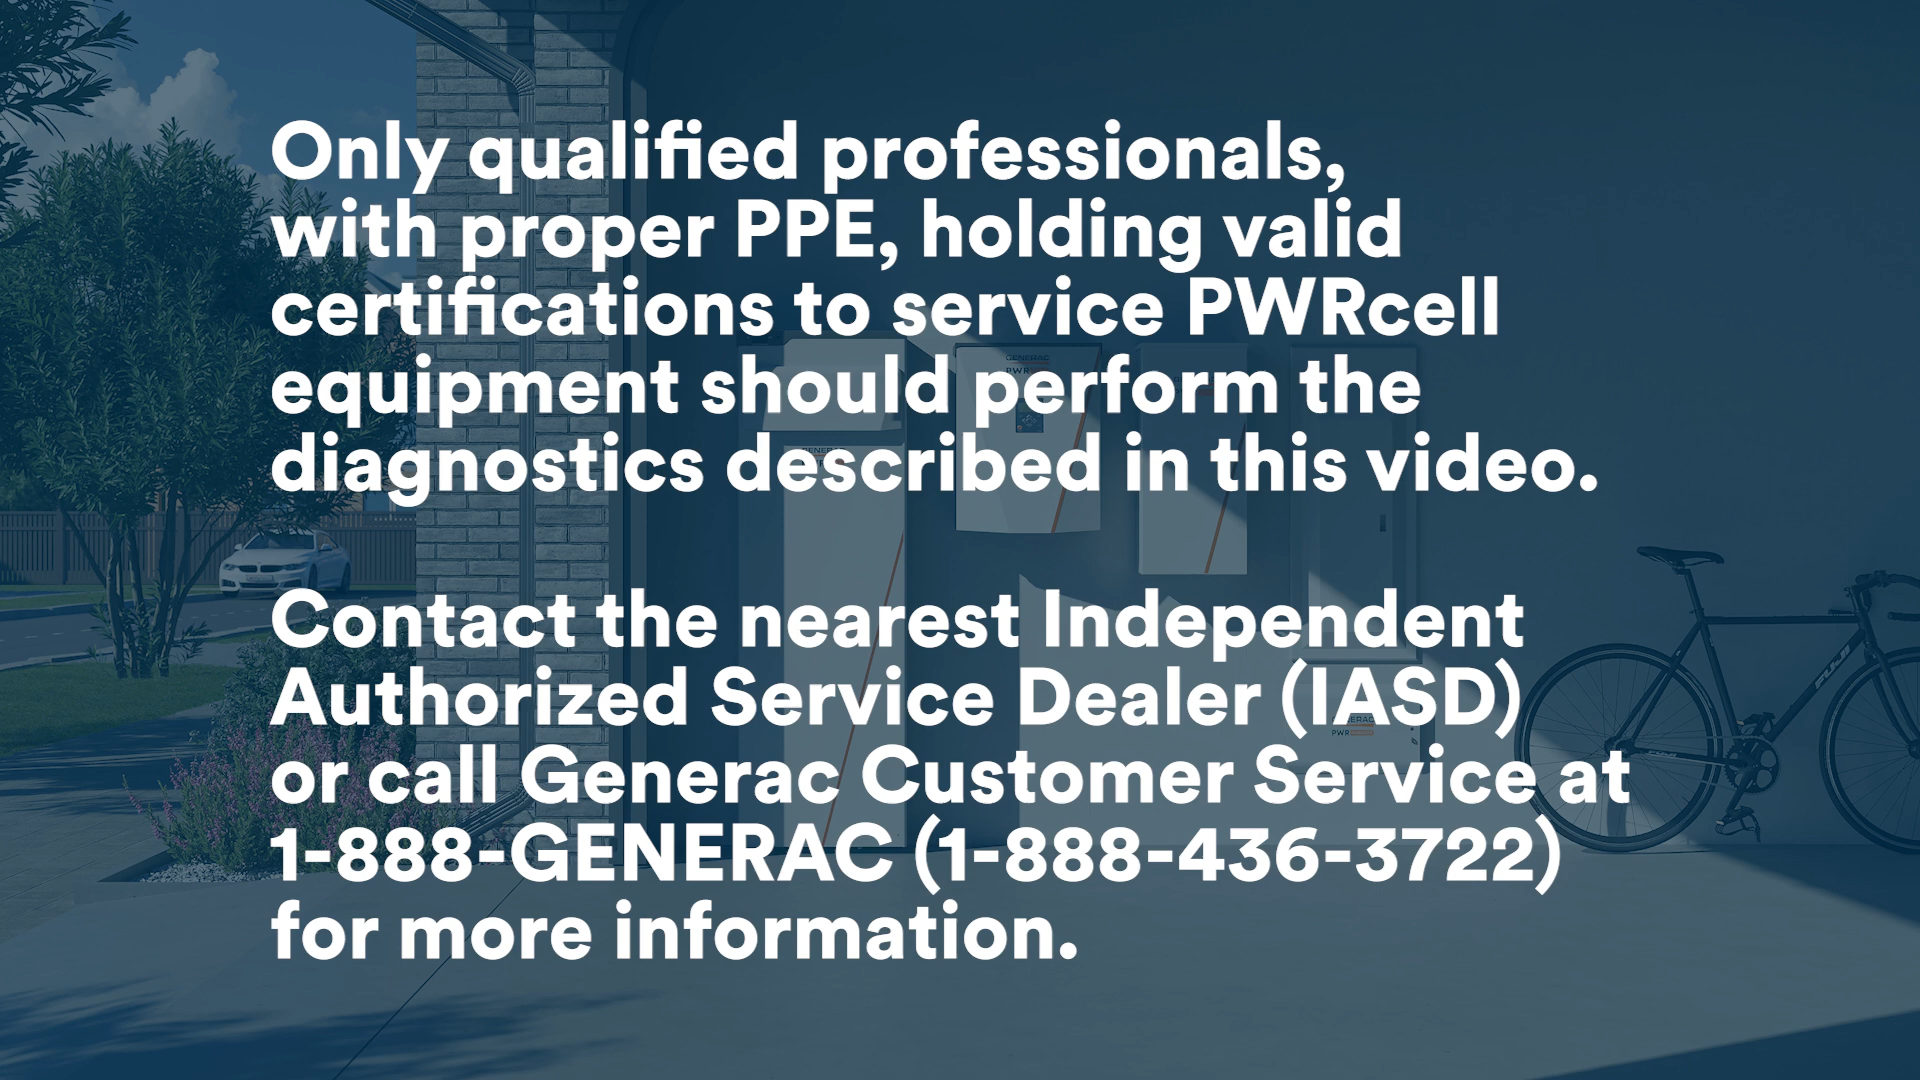 Only qualified professionals,
with proper PPE, holding valid
certifications to service PWRcell
equipment should perform the
diagnostics described in this video.
Contact the nearest Independent
Authorized Service Dealer (IASD)
or call Generac Customer Service at
1-888-GENERAC (1-888-436-3722)
for more information.
GENERAC